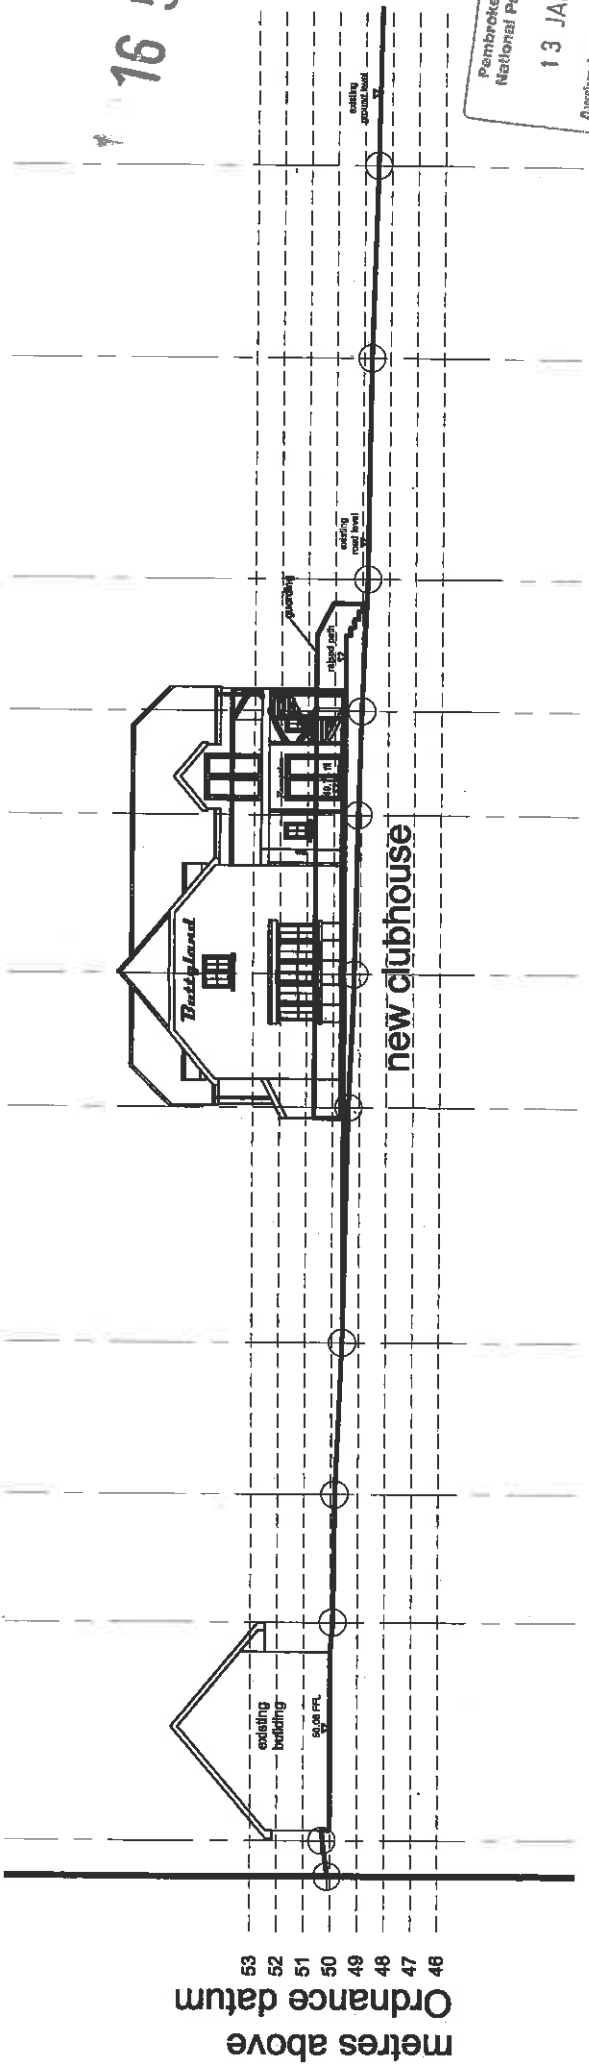 metres above
Ordnance datum
53
52
51
50
49
48
47
46
existing
building
50.08 FFL
Buttyland
new clubhouse
raised path
guarding
existing
road level
existing
ground level
16
Pembroke
National Pa
13 JA